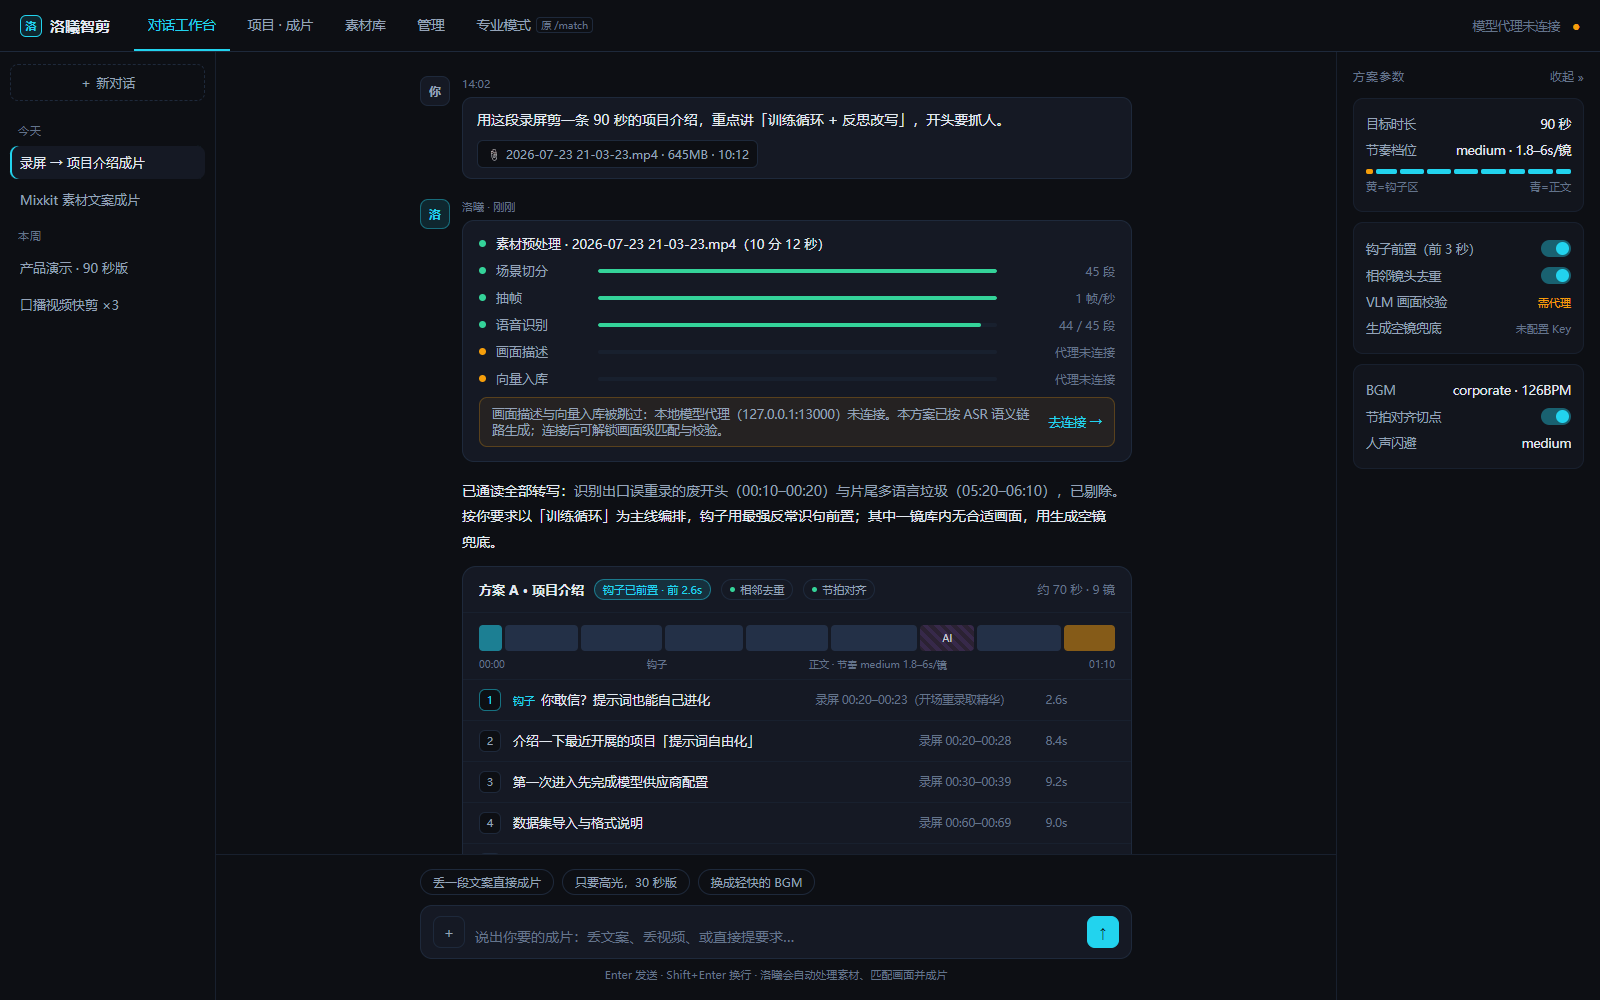 洛 洛曦智剪
对话工作台
项目 · 成片
素材库
管理
专业模式 原 /match
模型代理未连接
+ 新对话
今天
录屏 → 项目介绍成片
Mixkit 素材文案成片
本周
产品演示 · 90 秒版
口播视频快剪 ×3
你
14:02
用这段录屏剪一条 90 秒的项目介绍，重点讲「训练循环 + 反思改写」，开头要抓人。
2026-07-23 21-03-23.mp4 · 645MB · 10:12
洛
洛曦 · 刚刚
素材预处理 · 2026-07-23 21-03-23.mp4（10 分 12 秒）
场景切分 45 段
抽帧 1 帧/秒
语音识别 44 / 45 段
画面描述 代理未连接
向量入库 代理未连接
画面描述与向量入库被跳过：本地模型代理（127.0.0.1:13000）未连接。本方案已按 ASR 语义链
路生成；连接后可解锁画面级匹配与校验。
去连接 →
已通读全部转写：识别出口误重录的废开头（00:10–00:20）与片尾多语言垃圾（05:20–06:10），已剔除。
按你要求以「训练循环」为主线编排，钩子用最强反常识句前置；其中一镜库内无合适画面，用生成空镜
兜底。
方案 A • 项目介绍 钩子已前置 · 前 2.6s 相邻去重 节拍对齐 约 70 秒 · 9 镜
AI
00:00 钩子 正文 · 节奏 medium 1.8–6s/镜 01:10
1 钩子 你敢信？提示词也能自己进化 录屏 00:20–00:23（开场重录取精华） 2.6s
2 介绍一下最近开展的项目「提示词自由化」 录屏 00:20–00:28 8.4s
3 第一次进入先完成模型供应商配置 录屏 00:30–00:39 9.2s
4 数据集导入与格式说明 录屏 00:60–00:69 9.0s
丢一段文案直接成片
只要高光，30 秒版
换成轻快的 BGM
+ 说出你要的成片：丢文案、丢视频、或直接提要求... ↑
Enter 发送 · Shift+Enter 换行 · 洛曦会自动处理素材、匹配画面并成片
方案参数 收起 »
目标时长 90 秒
节奏档位 medium · 1.8–6s/镜
黄=钩子区 青=正文
钩子前置（前 3 秒）
相邻镜头去重
VLM 画面校验 需代理
生成空镜兜底 未配置 Key
BGM corporate · 126BPM
节拍对齐切点
人声闪避 medium